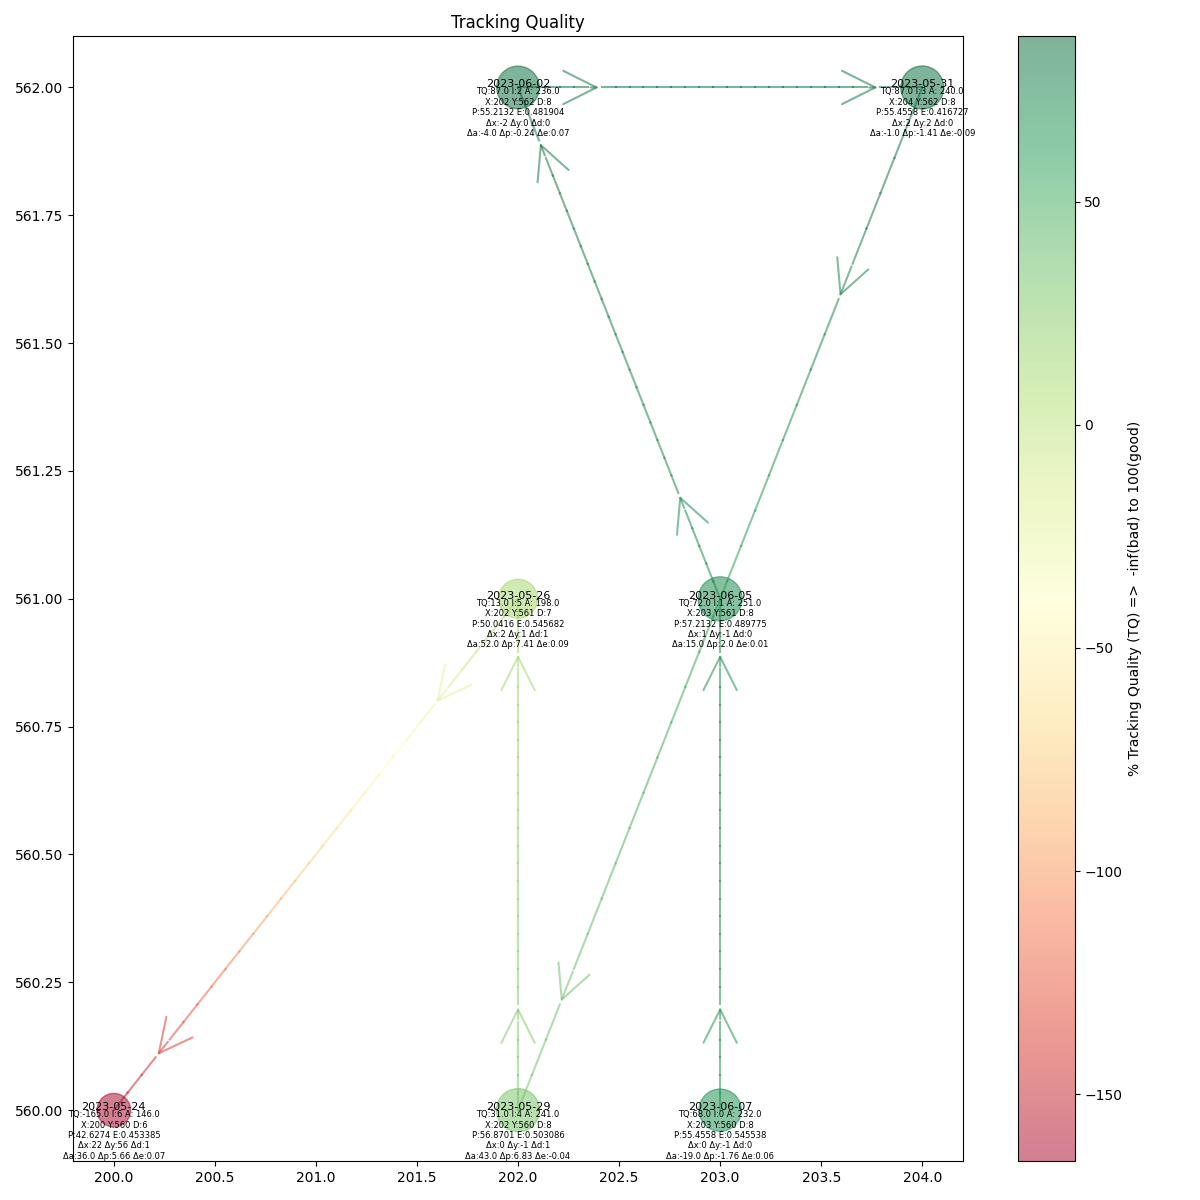 Tracking Quality
562.00
561.75
561.50
561.25
561.00
560.75
560.50
560.25
560.00
2023-06-02
TQ:87.0 I:2 A: 236.0
X:202 Y:562 D:8
P:55.2132 E:0.481904
Δx:-2 Δy:0 Δd:0
Δa:-4.0 Δp:-0.24 Δe:0.07
2023-05-31
TQ:87.0 I:3 A: 240.0
X:204 Y:562 D:8
P:55.4558 E:0.416727
Δx:2 Δy:2 Δd:0
Δa:-1.0 Δp:-1.41 Δe:-0.09
2023-05-26
TQ:13.0 I:5 A: 198.0
X:202 Y:561 D:7
P:50.0416 E:0.545682
Δx:2 Δy:1 Δd:1
Δa:52.0 Δp:7.41 Δe:0.09
2023-06-05
TQ:72.0 I:1 A: 251.0
X:203 Y:561 D:8
P:57.2132 E:0.489775
Δx:1 Δy:-1 Δd:0
Δa:15.0 Δp:2.0 Δe:0.01
2023-05-24
TQ:-165.0 I:6 A: 146.0
X:200 Y:560 D:6
P:42.6274 E:0.453385
Δx:22 Δy:56 Δd:1
Δa:36.0 Δp:5.66 Δe:0.07
2023-05-29
TQ:31.0 I:4 A: 241.0
X:202 Y:560 D:8
P:56.8701 E:0.503086
Δx:0 Δy:-1 Δd:1
Δa:43.0 Δp:6.83 Δe:-0.04
2023-06-07
TQ:68.0 I:0 A: 232.0
X:203 Y:560 D:8
P:55.4558 E:0.545538
Δx:0 Δy:-1 Δd:0
Δa:-19.0 Δp:-1.76 Δe:0.06
200.0 200.5 201.0 201.5 202.0 202.5 203.0 203.5 204.0
50
0
−50
−100
−150
% Tracking Quality (TQ) => -inf(bad) to 100(good)